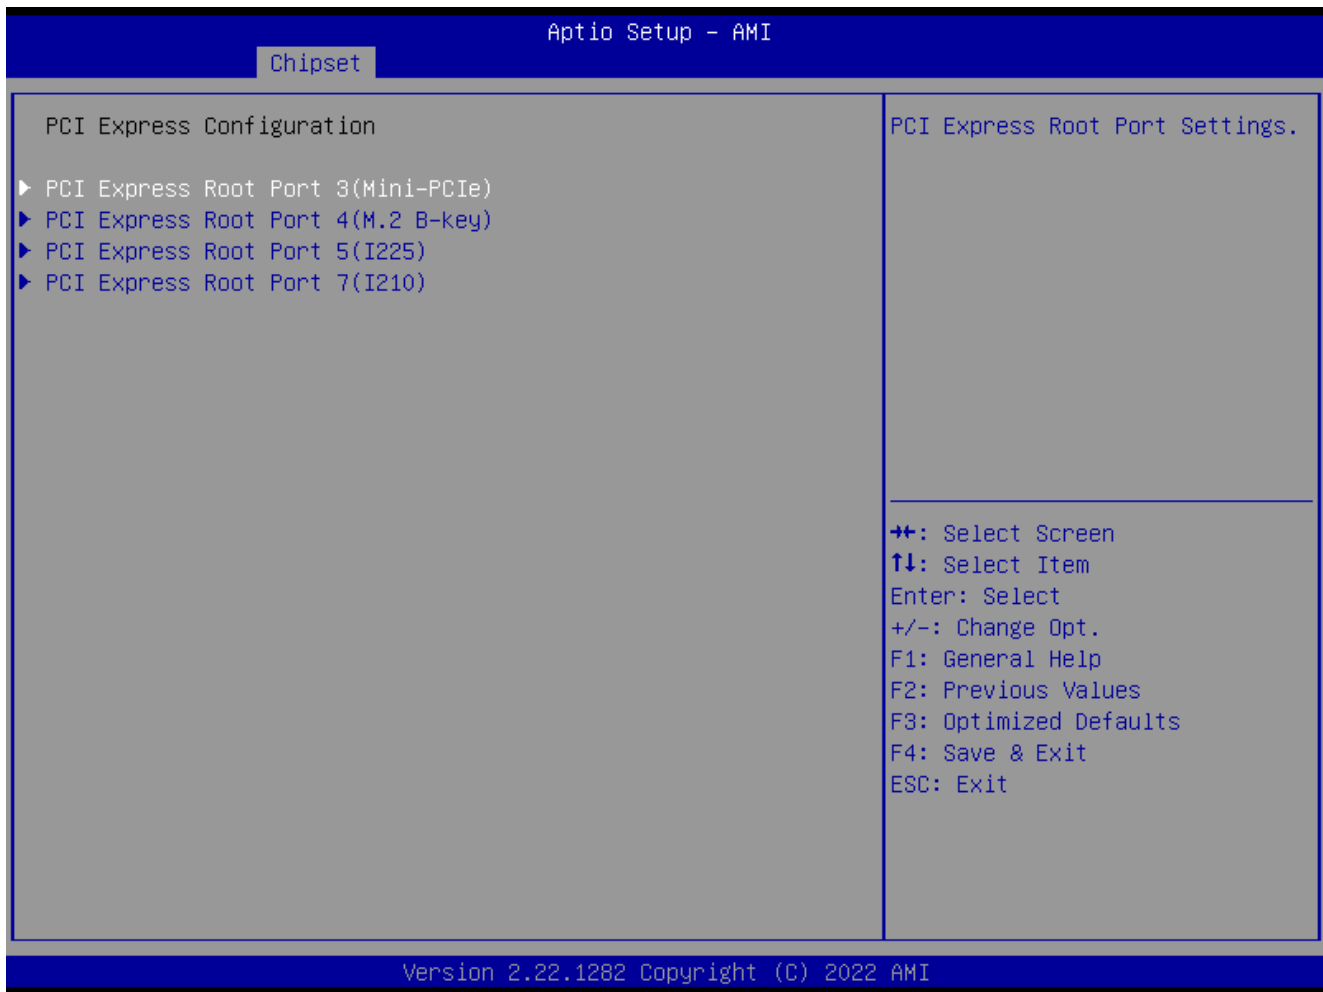 Aptio Setup – AMI
Chipset
PCI Express Configuration
▶ PCI Express Root Port 3(Mini-PCIe)
▶ PCI Express Root Port 4(M.2 B-key)
▶ PCI Express Root Port 5(I225)
▶ PCI Express Root Port 7(I210)
PCI Express Root Port Settings.
→←: Select Screen
↑↓: Select Item
Enter: Select
+/-: Change Opt.
F1: General Help
F2: Previous Values
F3: Optimized Defaults
F4: Save & Exit
ESC: Exit
Version 2.22.1282 Copyright (C) 2022 AMI